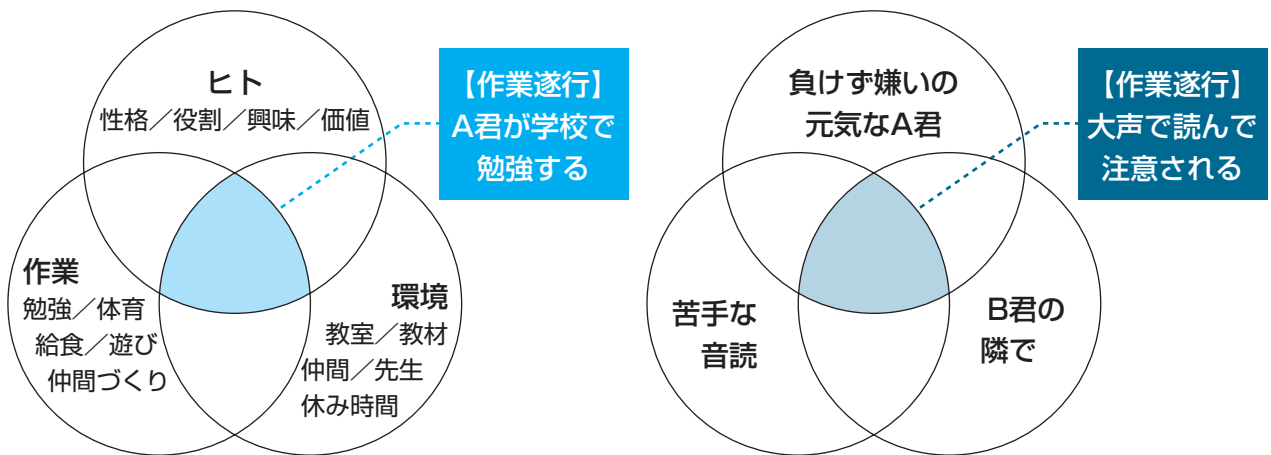 ヒト
性格／役割／興味／価値
【作業遂行】
A君が学校で
勉強する
作業
勉強／体育
給食／遊び
仲間づくり
環境
教室／教材
仲間／先生
休み時間
負けず嫌いの
元気なA君
【作業遂行】
大声で読んで
注意される
苦手な
音読
B君の
隣で